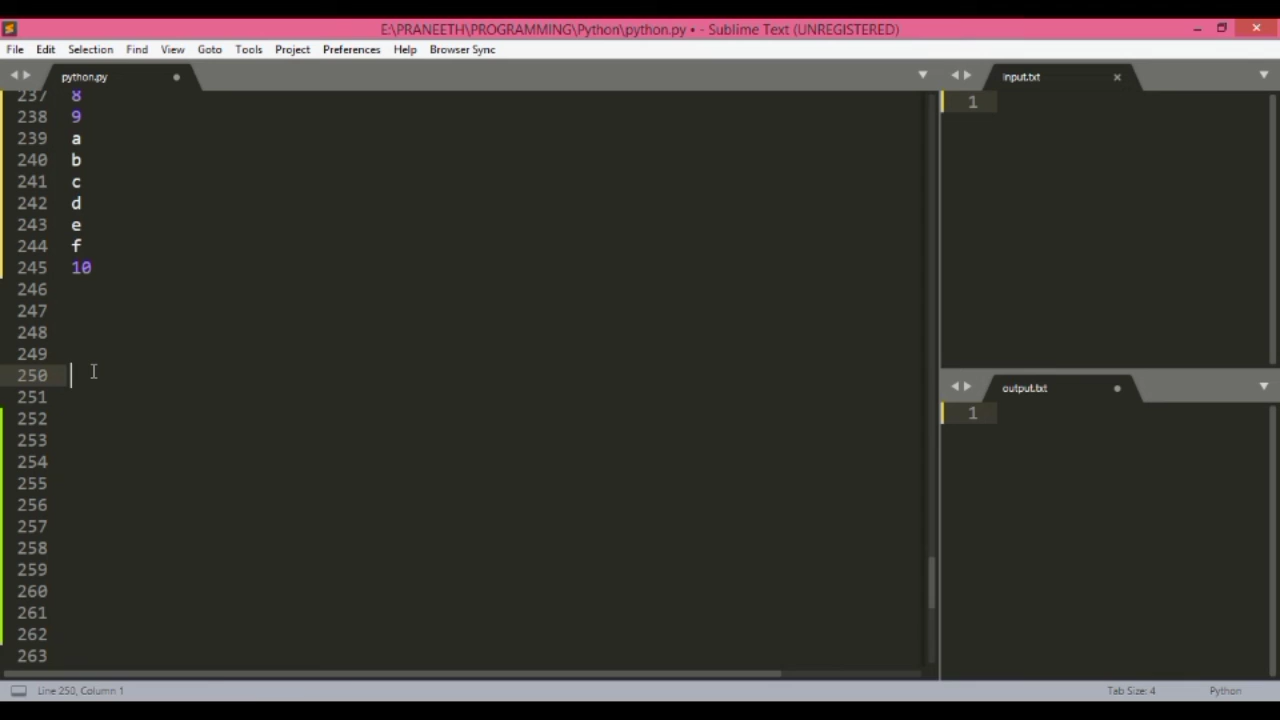 E:\PRANEETH\PROGRAMMING\Python\python.py • - Sublime Text (UNREGISTERED)
File Edit Selection Find View Goto Tools Project Preferences Help Browser Sync
python.py
237 8
238 9
239 a
240 b
241 c
242 d
243 e
244 f
245 10
246
247
248
249
250
251
252
253
254
255
256
257
258
259
260
261
262
263
input.txt
1
output.txt
1
Line 250, Column 1
Tab Size: 4
Python